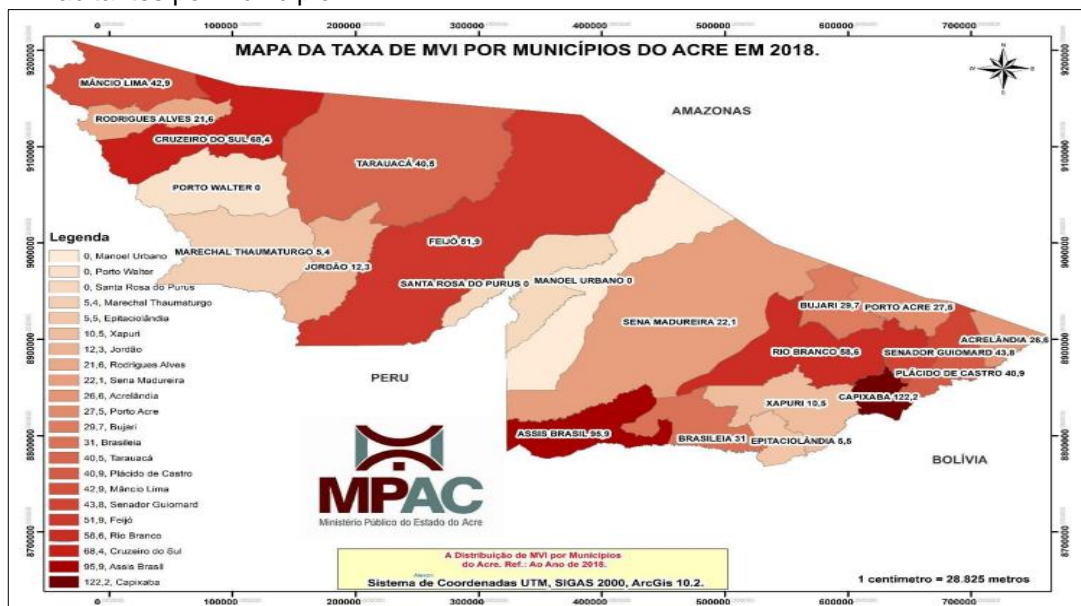 0 100000 200000 300000 400000 500000 600000 700000
MAPA DA TAXA DE MVI POR MUNICÍPIOS DO ACRE EM 2018.
N
AMAZONAS
MÂNCIO LIMA 42,9
RODRIGUES ALVES 21,6
CRUZEIRO DO SUL 68,4
TARAUACÁ 40,5
PORTO WALTER 0
MARECHAL THAUMATURGO 5,4
JORDÃO 12,3
FEIJÓ 51,9
SANTA ROSA DO PURUS 0
MANOEL URBANO 0
SENA MADUREIRA 22,1
BUJARI 29,7
PORTO ACRE 27,5
ACRELÂNDIA 26,6
RIO BRANCO 58,6
SENADOR GUIOMARD 43,8
PLÁCIDO DE CASTRO 40,9
CAPIXABA 122,2
XAPURI 10,5
ASSIS BRASIL 95,9
BRASILEIA 31
EPITACIOLÂNDIA 5,5
PERU
BOLÍVIA
Legenda
0, Manoel Urbano
0, Porto Walter
0, Santa Rosa do Purus
5,4, Marechal Thaumaturgo
5,5, Epitaciolândia
10,5, Xapuri
12,3, Jordão
21,6, Rodrigues Alves
22,1, Sena Madureira
26,6, Acrelândia
27,5, Porto Acre
29,7, Bujari
31, Brasileia
40,5, Tarauacá
40,9, Plácido de Castro
42,9, Mâncio Lima
43,8, Senador Guiomard
51,9, Feijó
58,6, Rio Branco
68,4, Cruzeiro do Sul
95,9, Assis Brasil
122,2, Capixaba
MPAC
Ministério Público do Estado do Acre
A Distribuição de MVI por Municípios
do Acre. Ref.: Ao Ano de 2018.
Sistema de Coordenadas UTM, SIGAS 2000, ArcGis 10.2.
1 centímetro = 28.825 metros
9200000
9100000
9000000
8900000
8800000
8700000
0 100000 200000 300000 400000 500000 600000 700000